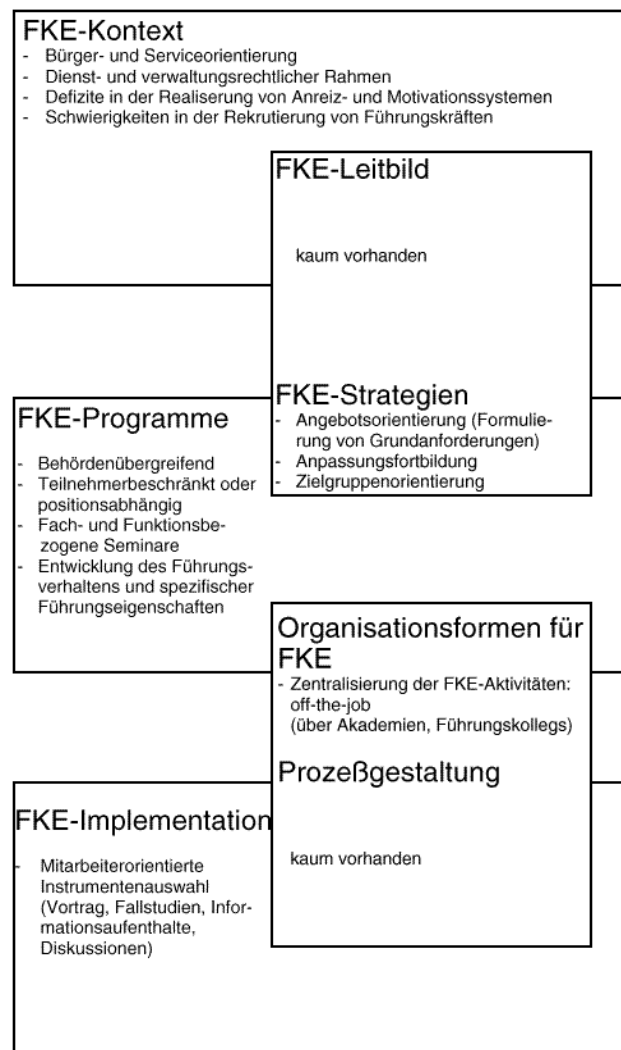 FKE-Kontext
- Bürger- und Serviceorientierung
- Dienst- und verwaltungsrechtlicher Rahmen
- Defizite in der Realiserung von Anreiz- und Motivationssystemen
- Schwierigkeiten in der Rekrutierung von Führungskräften
FKE-Leitbild
kaum vorhanden
FKE-Strategien
- Angebotsorientierung (Formulie-
rung von Grundanforderungen)
- Anpassungsfortbildung
- Zielgruppenorientierung
FKE-Programme
- Behördenübergreifend
- Teilnehmerbeschränkt oder
positionsabhängig
- Fach- und Funktionsbe-
zogene Seminare
- Entwicklung des Führungs-
verhaltens und spezifischer
Führungseigenschaften
Organisationsformen für
FKE
- Zentralisierung der FKE-Aktivitäten:
off-the-job
(über Akademien, Führungskollegs)
Prozeßgestaltung
kaum vorhanden
FKE-Implementation
- Mitarbeiterorientierte
Instrumentenauswahl
(Vortrag, Fallstudien, Infor-
mationsaufenthalte,
Diskussionen)